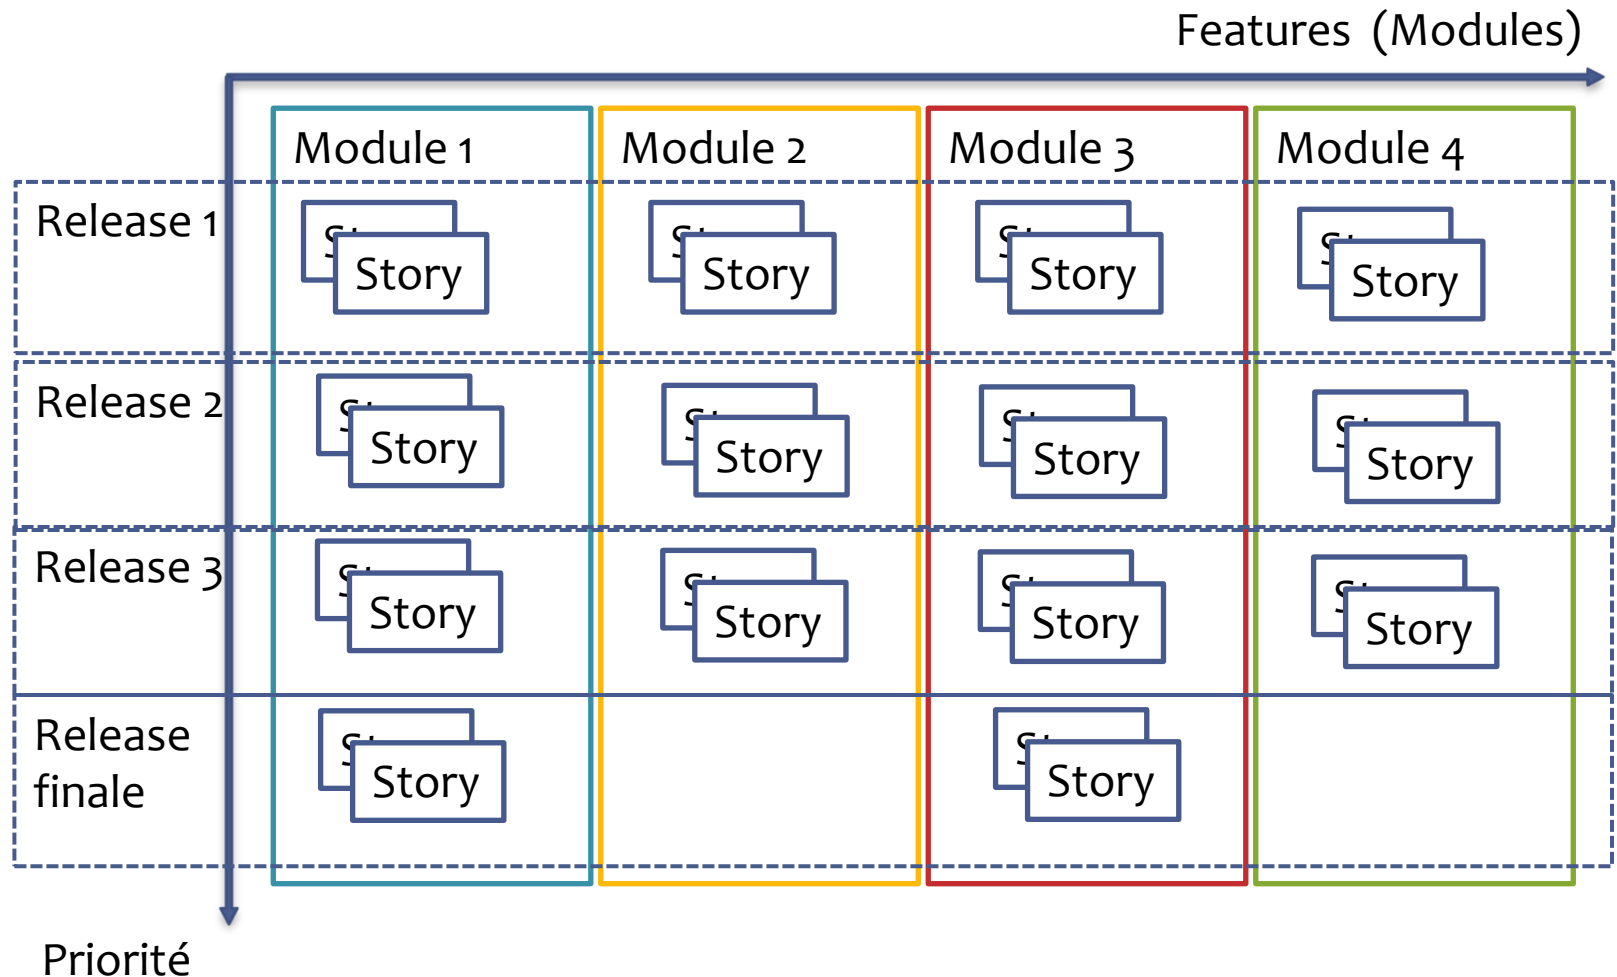 Features (Modules)
Module 1
Module 2
Module 3
Module 4
Release 1
Story
Story
Story
Story
Release 2
Story
Story
Story
Story
Release 3
Story
Story
Story
Story
Release
finale
Story
Story
Priorité